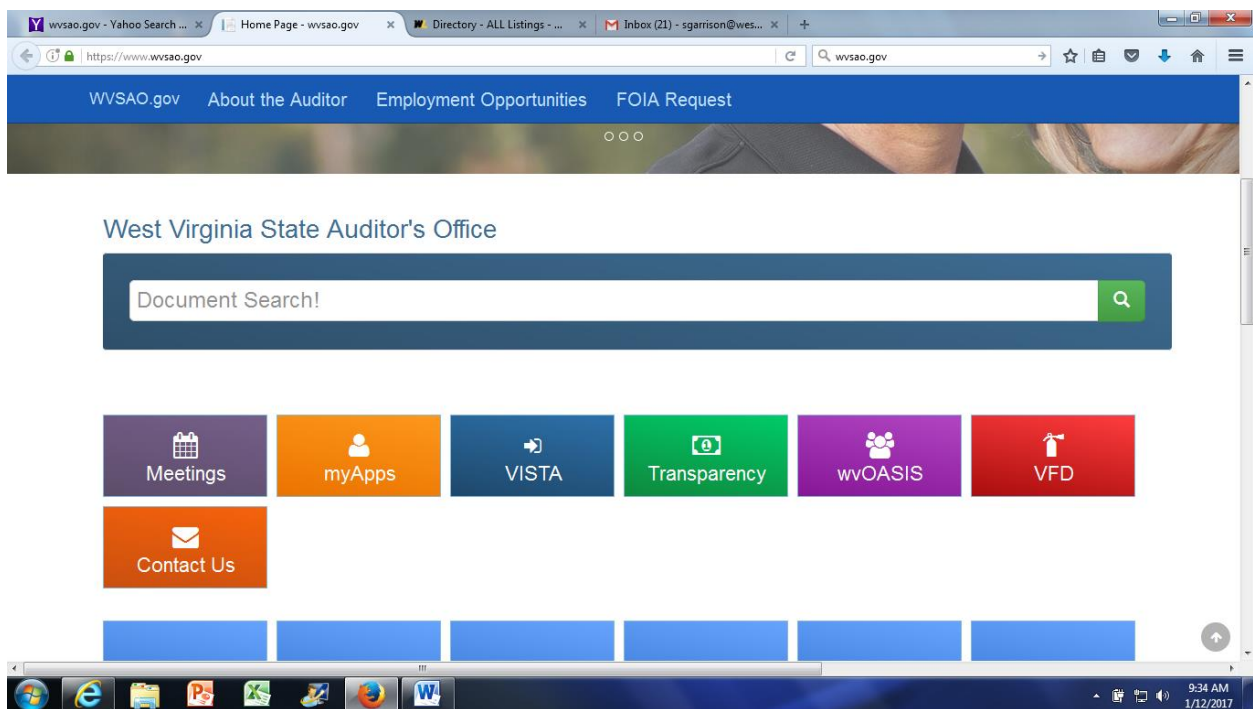 wvsao.gov - Yahoo Search ... Home Page - wvsao.gov Directory - ALL Listings - ... Inbox (21) - sgarrison@wes...
https://www.wvsao.gov wvsao.gov
WVSAO.gov About the Auditor Employment Opportunities FOIA Request
West Virginia State Auditor's Office
Document Search!
Meetings myApps VISTA Transparency wvOASIS VFD
Contact Us
9:34 AM
1/12/2017